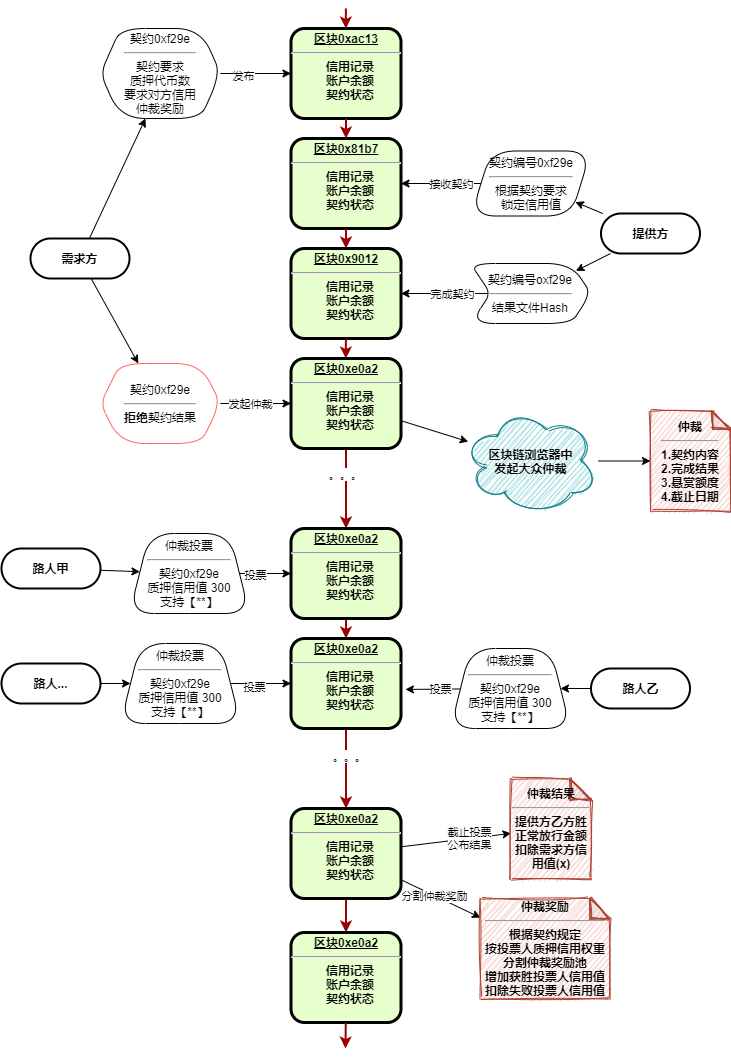 契约0xf29e
契约要求
质押代币数
要求对方信用
仲裁奖励
发布
区块0xac13
信用记录
账户余额
契约状态
区块0x81b7
信用记录
账户余额
契约状态
接收契约
契约编号0xf29e
根据契约要求
锁定信用值
提供方
需求方
区块0x9012
信用记录
账户余额
契约状态
完成契约
契约编号oxf29e
结果文件Hash
契约0xf29e
拒绝契约结果
发起仲裁
区块0xe0a2
信用记录
账户余额
契约状态
区块链浏览器中
发起大众仲裁
仲裁
1.契约内容
2.完成结果
3.悬赏额度
4.截止日期
。。。
路人甲
仲裁投票
契约0xf29e
质押信用值 300
支持【**】
投票
区块0xe0a2
信用记录
账户余额
契约状态
路人...
仲裁投票
契约0xf29e
质押信用值 300
支持【**】
投票
区块0xe0a2
信用记录
账户余额
契约状态
投票
仲裁投票
契约0xf29e
质押信用值 300
支持【**】
路人乙
。。。
区块0xe0a2
信用记录
账户余额
契约状态
截止投票
公布结果
仲裁结果
提供方乙方胜
正常放行金额
扣除需求方信
用值(x)
分割仲裁奖励
仲裁奖励
根据契约规定
按投票人质押信用权重
分割仲裁奖励池
增加获胜投票人信用值
扣除失败投票人信用值
区块0xe0a2
信用记录
账户余额
契约状态